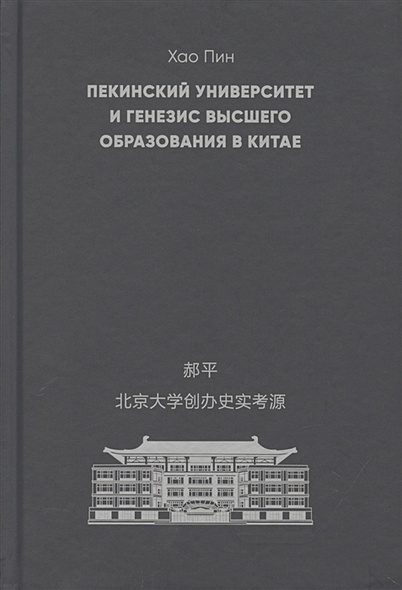 Хао Пин
ПЕКИНСКИЙ УНИВЕРСИТЕТ
И ГЕНЕЗИС ВЫСШЕГО
ОБРАЗОВАНИЯ В КИТАЕ
郝平
北京大学创办史实考源